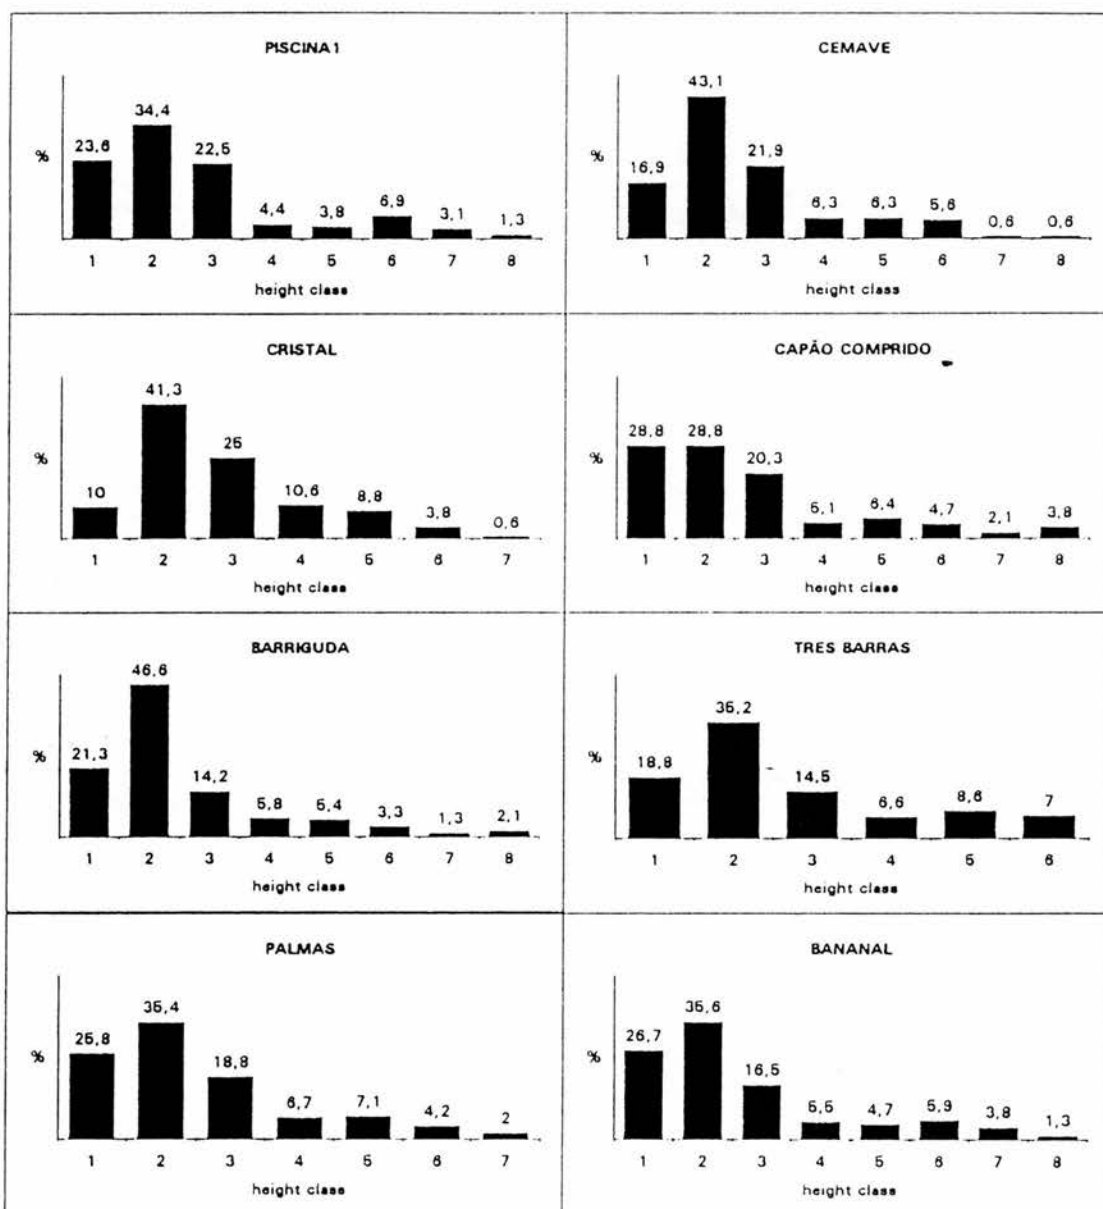 PISCINA1
%
23,6 34,4 22,5 4,4 3,8 6,9 3,1 1,3
1 2 3 4 5 6 7 8
height class
CEMAVE
%
16,9 43,1 21,9 6,3 6,3 5,6 0,6 0,6
1 2 3 4 5 6 7 8
height class
CRISTAL
%
10 41,3 25 10,6 8,8 3,8 0,6
1 2 3 4 5 6 7
height class
CAPÃO COMPRIDO
%
28,8 28,8 20,3 5,1 6,4 4,7 2,1 3,8
1 2 3 4 5 6 7 8
height class
BARRIGUDA
%
21,3 46,6 14,2 5,8 5,4 3,3 1,3 2,1
1 2 3 4 5 6 7 8
height class
TRES BARRAS
%
18,8 35,2 14,5 6,6 8,6 7
1 2 3 4 5 6
height class
PALMAS
%
25,8 35,4 18,8 6,7 7,1 4,2 2
1 2 3 4 5 6 7
height class
BANANAL
%
26,7 35,6 16,5 5,5 4,7 5,9 3,8 1,3
1 2 3 4 5 6 7 8
height class